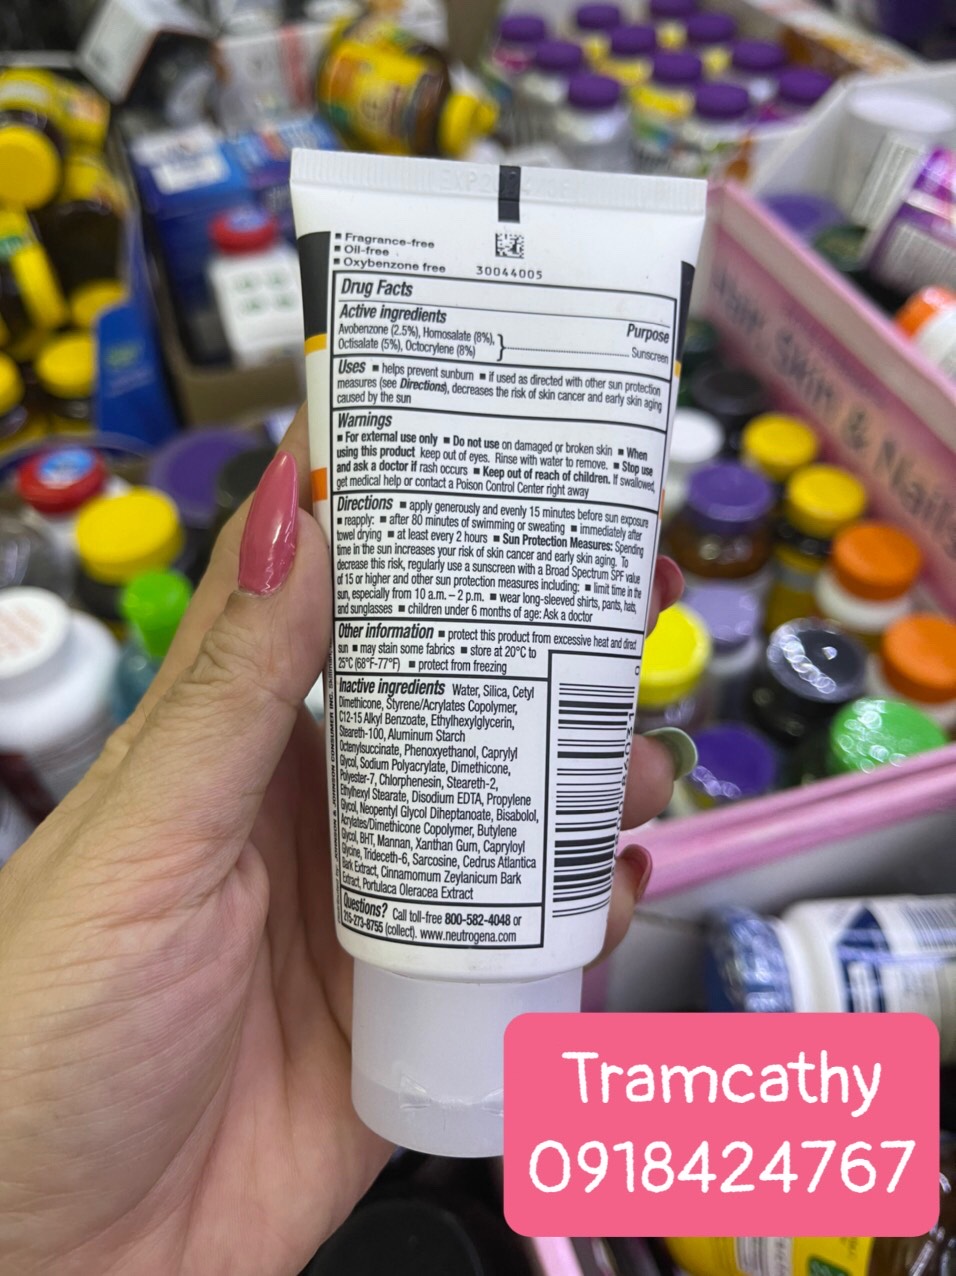 ■ Fragrance-free
■ Oil-free
■ Oxybenzone free
30044005
Drug Facts
Active ingredients
Purpose
Avobenzone (2.5%), Homosalate (8%),
Octisalate (5%), Octocrylene (8%)
Sunscreen
Uses ■ helps prevent sunburn ■ if used as directed with other sun protection
measures (see Directions), decreases the risk of skin cancer and early skin aging
caused by the sun
Warnings
■ For external use only ■ Do not use on damaged or broken skin ■ When
using this product keep out of eyes. Rinse with water to remove. ■ Stop use
and ask a doctor if rash occurs ■ Keep out of reach of children. If swallowed,
get medical help or contact a Poison Control Center right away
Directions ■ apply generously and evenly 15 minutes before sun exposure
■ reapply: ■ after 80 minutes of swimming or sweating ■ immediately after
towel drying ■ at least every 2 hours ■ Sun Protection Measures: Spending
time in the sun increases your risk of skin cancer and early skin aging. To
decrease this risk, regularly use a sunscreen with a Broad Spectrum SPF value
of 15 or higher and other sun protection measures including: ■ limit time in the
sun, especially from 10 a.m. – 2 p.m. ■ wear long-sleeved shirts, pants, hats,
and sunglasses ■ children under 6 months of age: Ask a doctor
Other information ■ protect this product from excessive heat and direct
sun ■ may stain some fabrics ■ store at 20°C to
25°C (68°F-77°F) ■ protect from freezing
Inactive ingredients Water, Silica, Cetyl
Dimethicone, Styrene/Acrylates Copolymer,
C12-15 Alkyl Benzoate, Ethylhexylglycerin,
Steareth-100, Aluminum Starch
Octenylsuccinate, Phenoxyethanol, Caprylyl
Glycol, Sodium Polyacrylate, Dimethicone,
Polyester-7, Chlorphenesin, Steareth-2,
Ethylhexyl Stearate, Disodium EDTA, Propylene
Glycol, Neopentyl Glycol Diheptanoate, Bisabolol,
Acrylates/Dimethicone Copolymer, Butylene
Glycol, BHT, Mannan, Xanthan Gum, Capryloyl
Glycine, Trideceth-6, Sarcosine, Cedrus Atlantica
Bark Extract, Cinnamomum Zeylanicum Bark
Extract, Portulaca Oleracea Extract
Questions? Call toll-free 800-582-4048 or
215-273-8755 (collect). www.neutrogena.com
JOHNSON & JOHNSON CONSUMER INC.
Skin & Nails
Tramcathy
0918424767